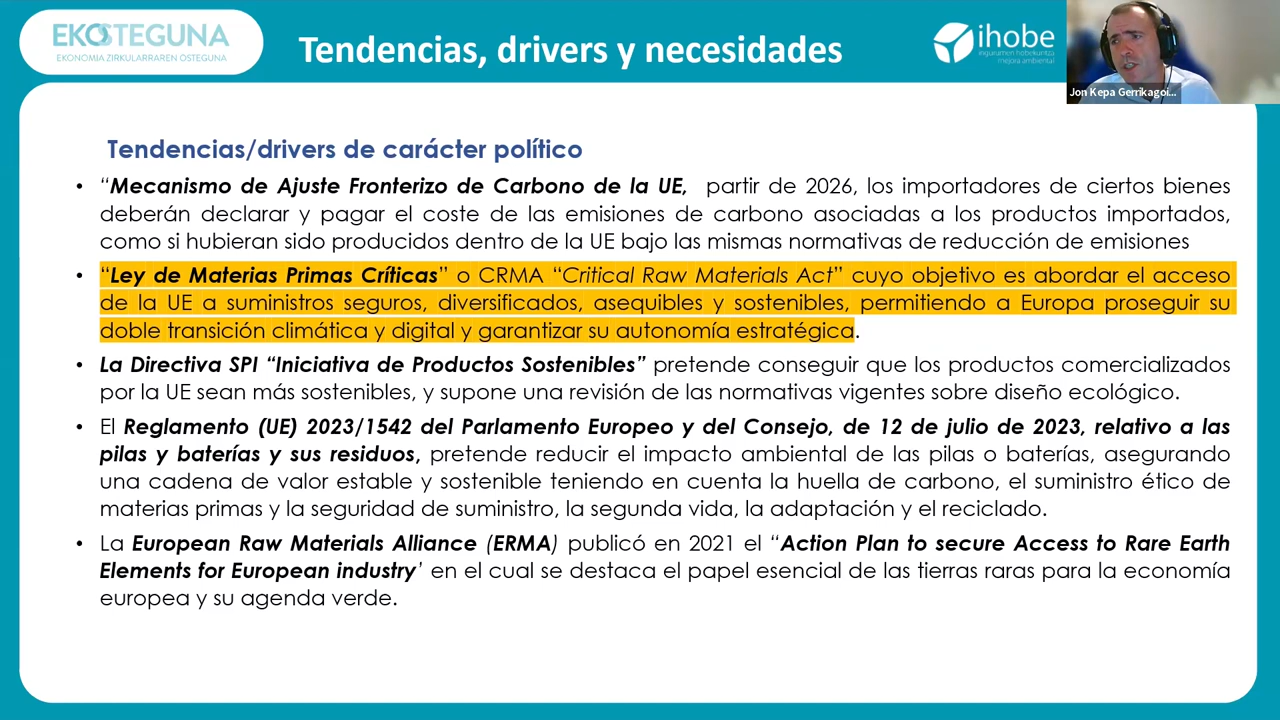 EKOSTEGUNA
EKONOMIA ZIRKULARRAREN OSTEGUNA
Tendencias, drivers y necesidades
ihobe
ingurumen hobekuntza
mejora ambiental
Jon Kepa Gerrikagoi...
Tendencias/drivers de carácter político
• “Mecanismo de Ajuste Fronterizo de Carbono de la UE, partir de 2026, los importadores de ciertos bienes
deberán declarar y pagar el coste de las emisiones de carbono asociadas a los productos importados,
como si hubieran sido producidos dentro de la UE bajo las mismas normativas de reducción de emisiones
• “Ley de Materias Primas Críticas” o CRMA “Critical Raw Materials Act” cuyo objetivo es abordar el acceso
de la UE a suministros seguros, diversificados, asequibles y sostenibles, permitiendo a Europa proseguir su
doble transición climática y digital y garantizar su autonomía estratégica.
• La Directiva SPI “Iniciativa de Productos Sostenibles” pretende conseguir que los productos comercializados
por la UE sean más sostenibles, y supone una revisión de las normativas vigentes sobre diseño ecológico.
• El Reglamento (UE) 2023/1542 del Parlamento Europeo y del Consejo, de 12 de julio de 2023, relativo a las
pilas y baterías y sus residuos, pretende reducir el impacto ambiental de las pilas o baterías, asegurando
una cadena de valor estable y sostenible teniendo en cuenta la huella de carbono, el suministro ético de
materias primas y la seguridad de suministro, la segunda vida, la adaptación y el reciclado.
• La European Raw Materials Alliance (ERMA) publicó en 2021 el “Action Plan to secure Access to Rare Earth
Elements for European industry’ en el cual se destaca el papel esencial de las tierras raras para la economía
europea y su agenda verde.